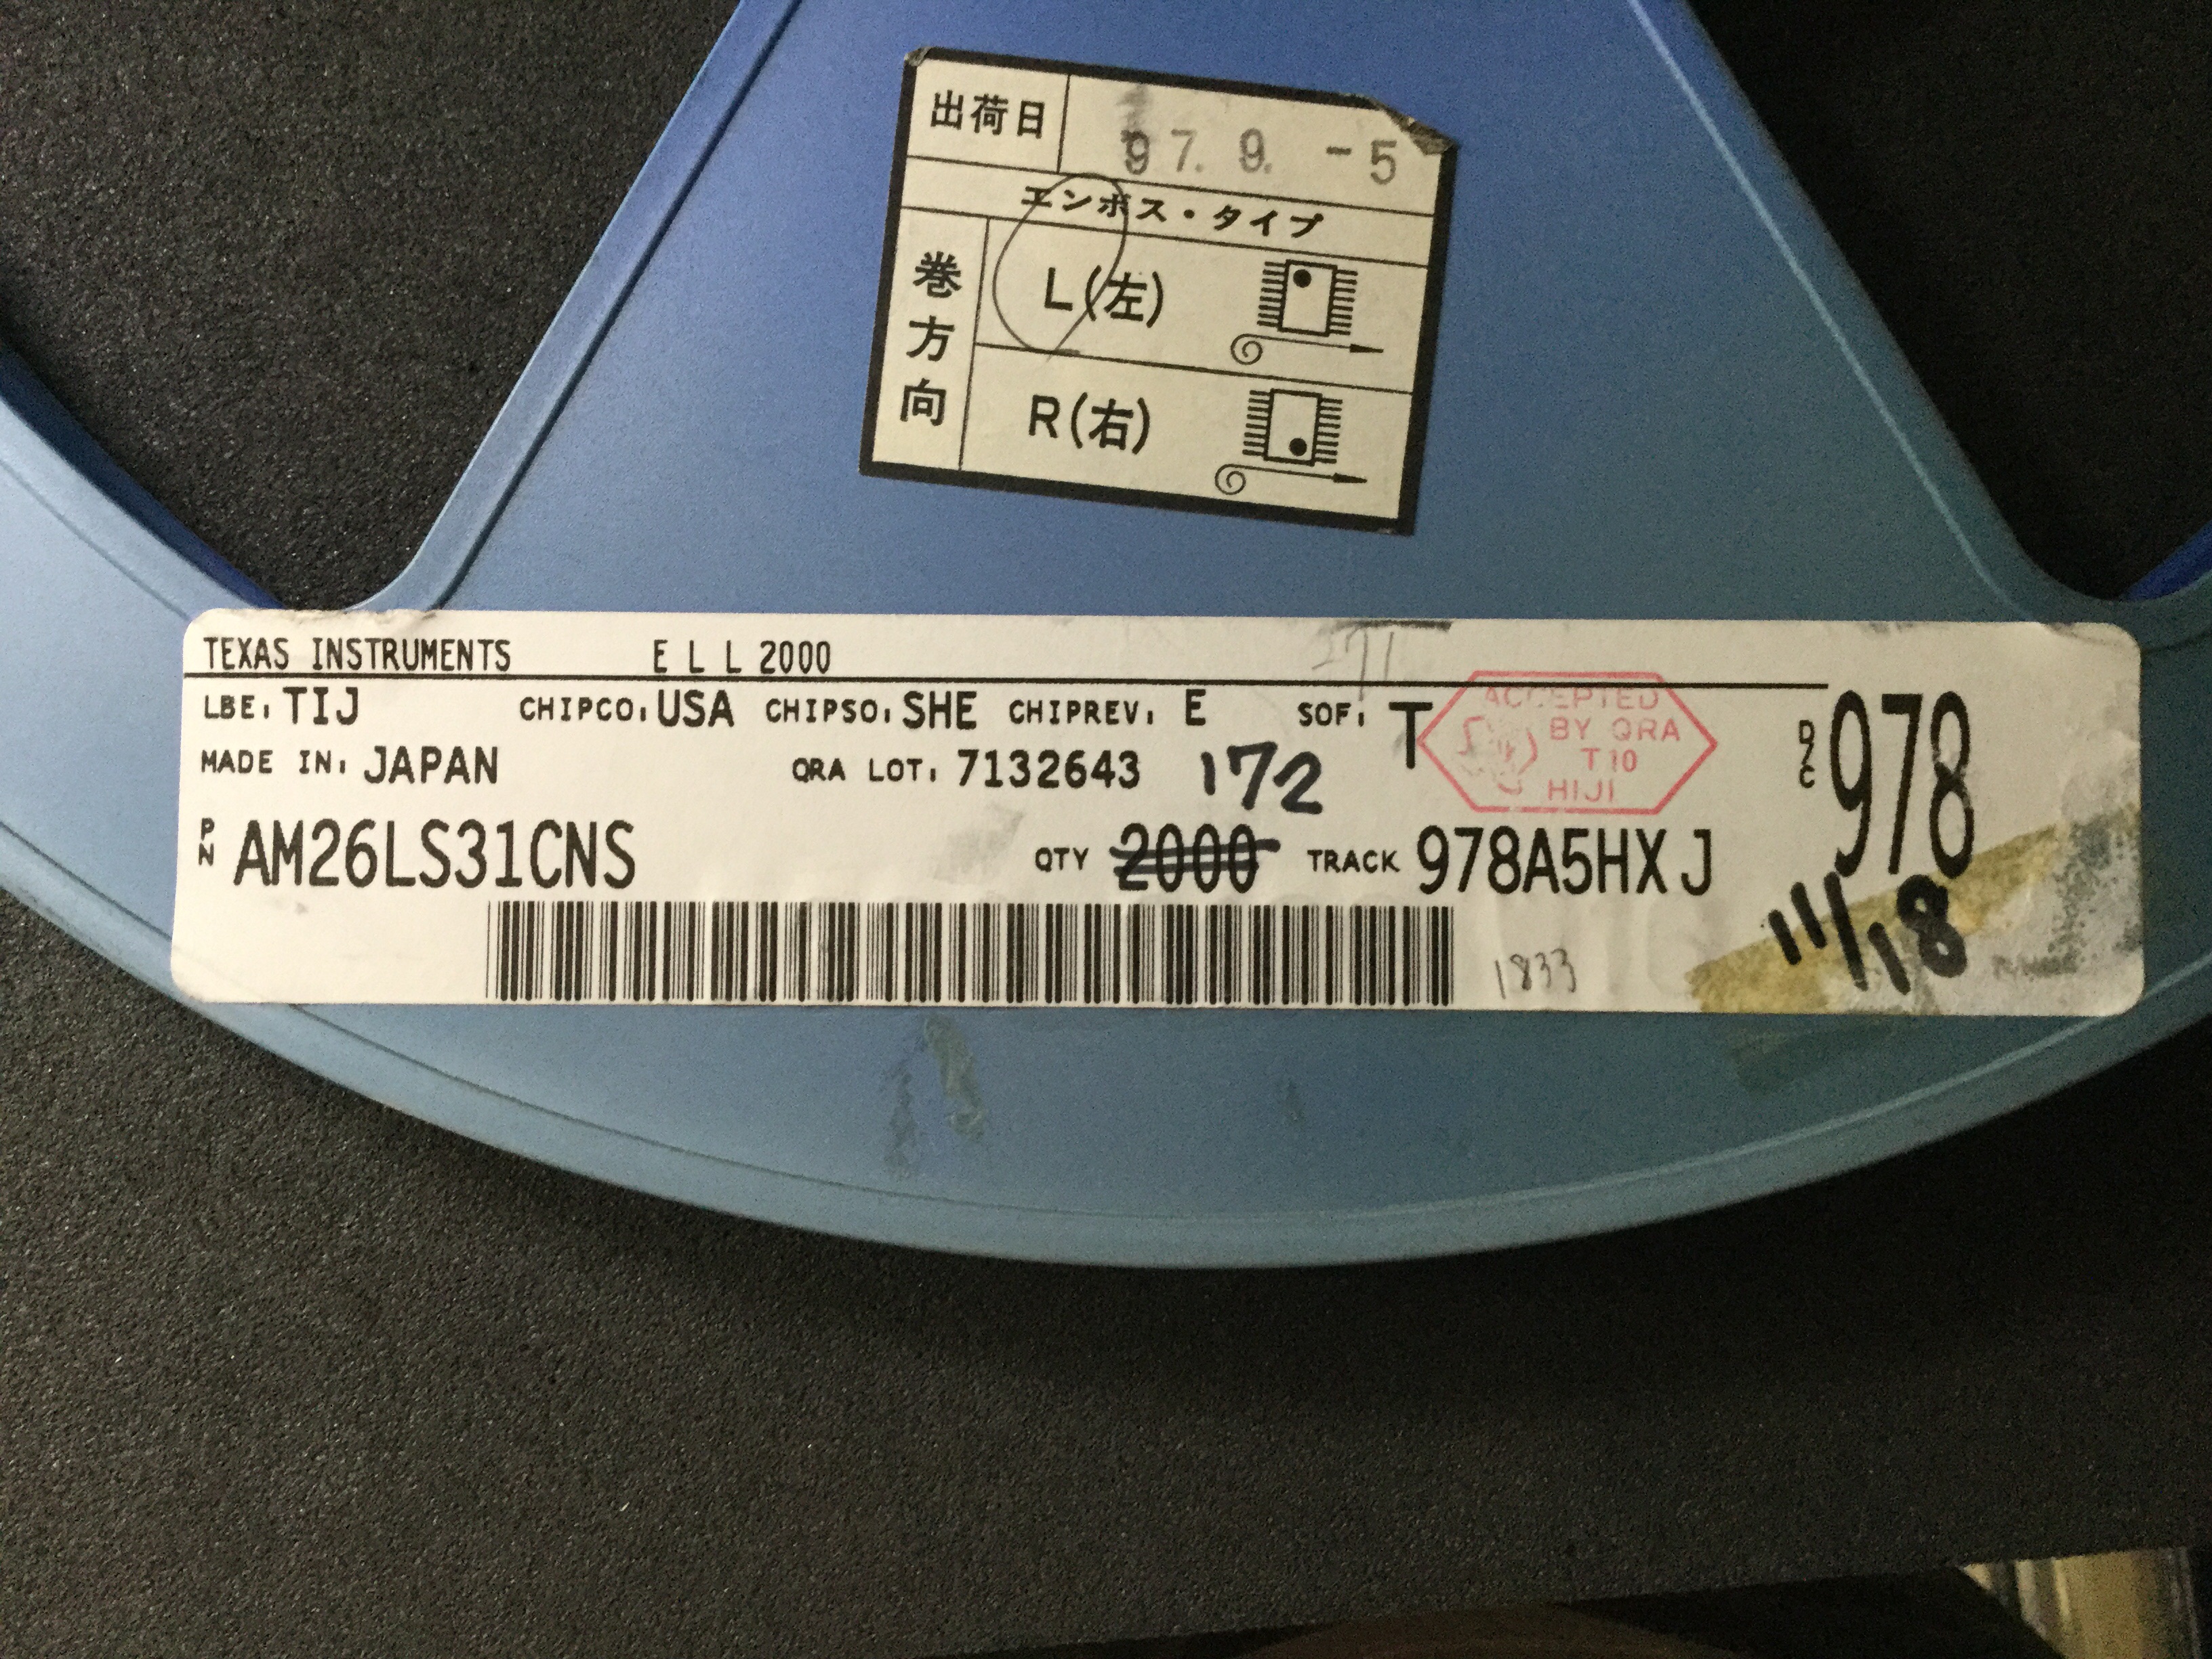 出荷日 97. 9. -5
エンボス・タイプ
巻方向
L(左)
R(右)
TEXAS INSTRUMENTS E L L 2000
271
LBE: TIJ CHIPCO: USA CHIPSO: SHE CHIPREV: E SOF: T
ACCEPTED
BY QRA
T10
HIJI
D/C 978
MADE IN: JAPAN QRA LOT: 7132643 172
PN AM26LS31CNS QTY 2000 TRACK 978A5HXJ
11/18
1833